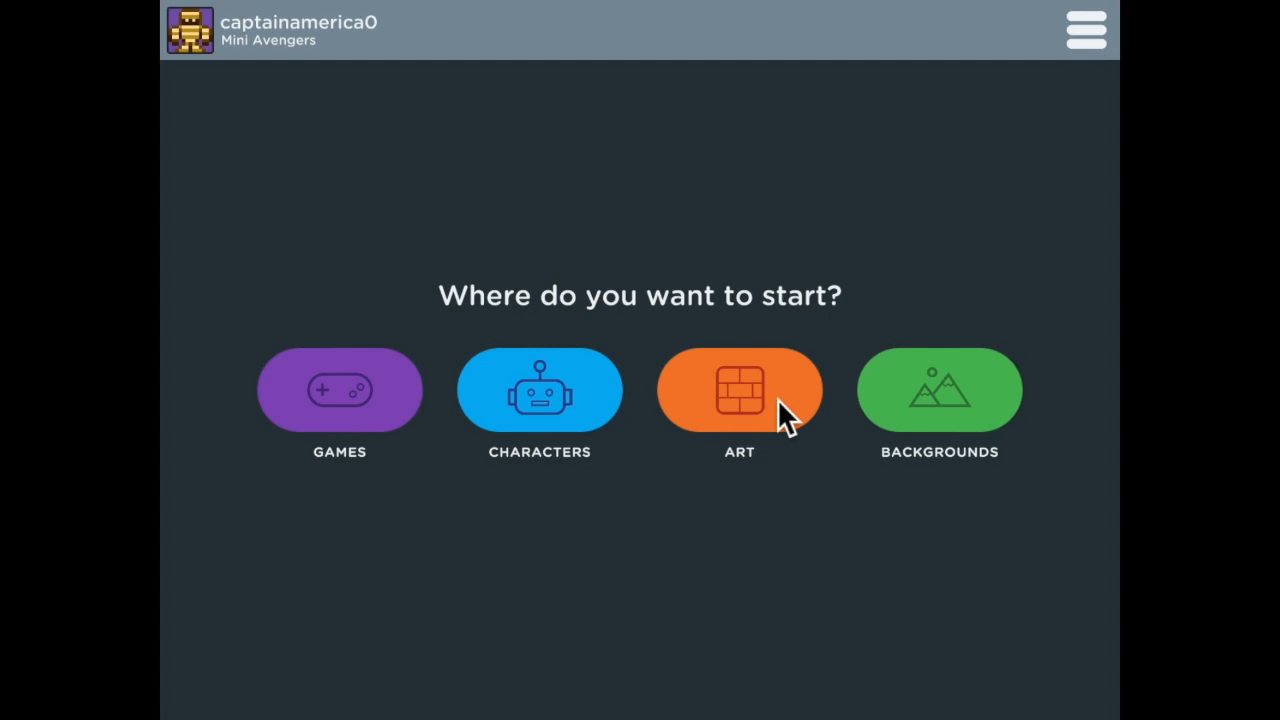 captainamerica0
Mini Avengers
Where do you want to start?
GAMES
CHARACTERS
ART
BACKGROUNDS